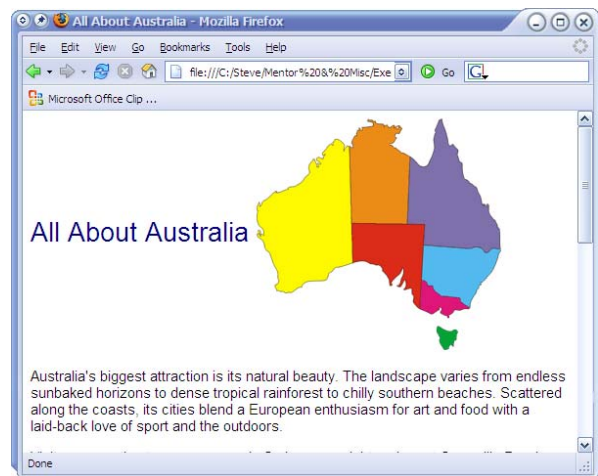 All About Australia - Mozilla Firefox
File Edit View Go Bookmarks Tools Help
file:///C:/Steve/Mentor%20&%20Misc/Exe Go G
Microsoft Office Clip ...
All About Australia
Australia's biggest attraction is its natural beauty. The landscape varies from endless
sunbaked horizons to dense tropical rainforest to chilly southern beaches. Scattered
along the coasts, its cities blend a European enthusiasm for art and food with a
laid-back love of sport and the outdoors.
Done